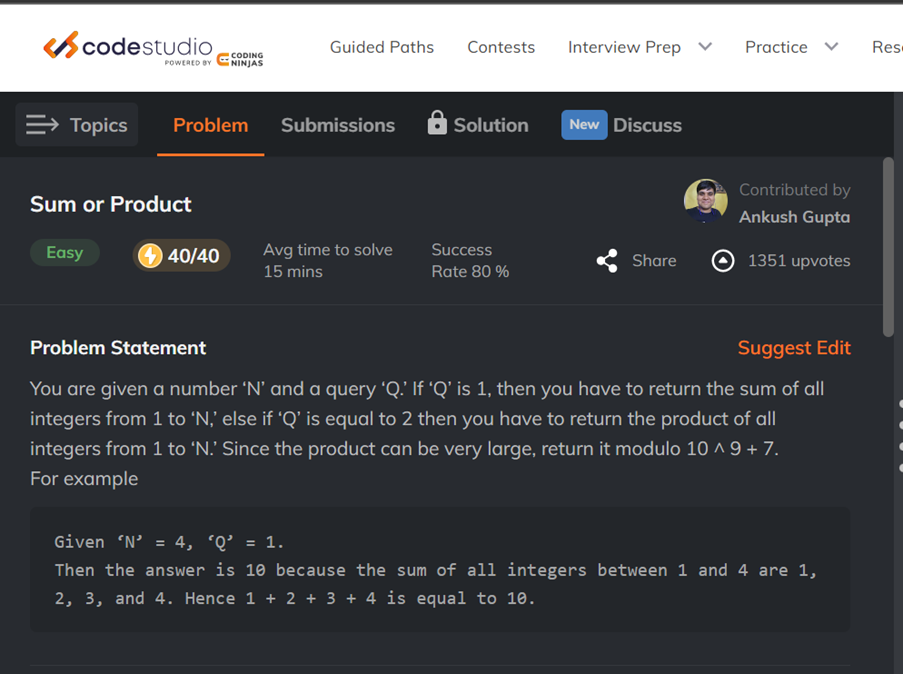 codestudio
POWERED BY CODING NINJAS
Guided Paths Contests Interview Prep Practice Res
Topics Problem Submissions Solution New Discuss
Sum or Product
Contributed by
Ankush Gupta
Easy 40/40 Avg time to solve
15 mins
Success
Rate 80 %
Share 1351 upvotes
Problem Statement Suggest Edit
You are given a number ‘N’ and a query ‘Q.’ If ‘Q’ is 1, then you have to return the sum of all
integers from 1 to ‘N,’ else if ‘Q’ is equal to 2 then you have to return the product of all
integers from 1 to ‘N.’ Since the product can be very large, return it modulo 10 ^ 9 + 7.
For example
Given ‘N’ = 4, ‘Q’ = 1.
Then the answer is 10 because the sum of all integers between 1 and 4 are 1,
2, 3, and 4. Hence 1 + 2 + 3 + 4 is equal to 10.